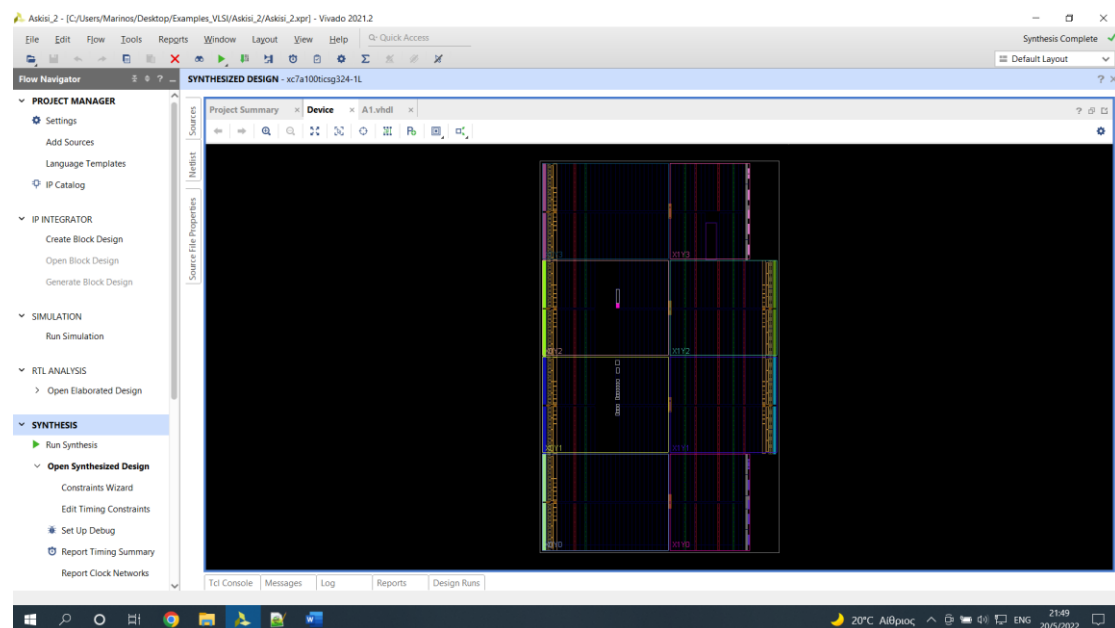 Askisi_2 - [C:/Users/Marinos/Desktop/Examples_VLSI/Askisi_2/Askisi_2.xpr] - Vivado 2021.2
File Edit Flow Tools Reports Window Layout View Help Q- Quick Access Synthesis Complete
Default Layout
Flow Navigator
SYNTHESIZED DESIGN - xc7a100ticsg324-1L
PROJECT MANAGER
Settings
Add Sources
Language Templates
IP Catalog
IP INTEGRATOR
Create Block Design
Open Block Design
Generate Block Design
SIMULATION
Run Simulation
RTL ANALYSIS
Open Elaborated Design
SYNTHESIS
Run Synthesis
Open Synthesized Design
Constraints Wizard
Edit Timing Constraints
Set Up Debug
Report Timing Summary
Report Clock Networks
Sources
Netlist
Source File Properties
Project Summary Device A1.vhdl
X1Y3
X1Y2
X1Y1
X0Y0 X1Y0
Tcl Console Messages Log Reports Design Runs
20°C Αίθριος ENG 21:49
20/5/2022